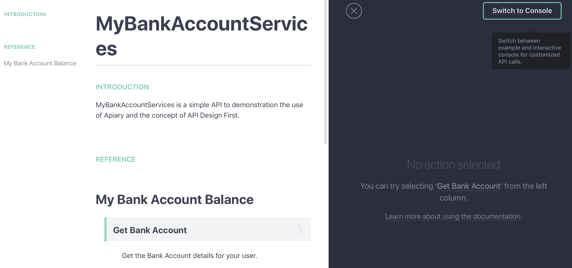 INTRODUCTION
REFERENCE
My Bank Account Balance
MyBankAccountServic
es
INTRODUCTION
MyBankAccountServices is a simple API to demonstration the use
of Apiary and the concept of API Design First.
REFERENCE
My Bank Account Balance
Get Bank Account
Get the Bank Account details for your user.
Switch to Console
Switch between
example and interactive
console for customized
API calls.
No action selected
You can try selecting 'Get Bank Account' from the left
column.
Learn more about using the documentation.